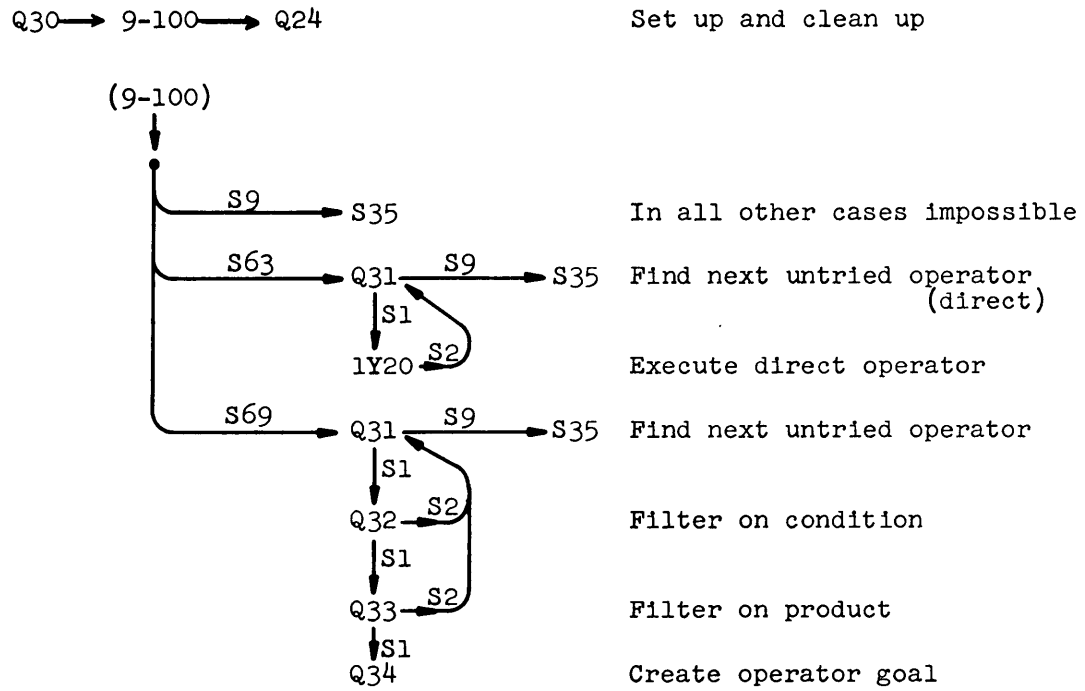 Q30 9-100 Q24 Set up and clean up
(9-100)
S9 S35 In all other cases impossible
S63 Q31 S9 S35 Find next untried operator
(direct)
S1
1Y20 S2 Execute direct operator
S69 Q31 S9 S35 Find next untried operator
S1
Q32 S2 Filter on condition
S1
Q33 S2 Filter on product
S1
Q34 Create operator goal